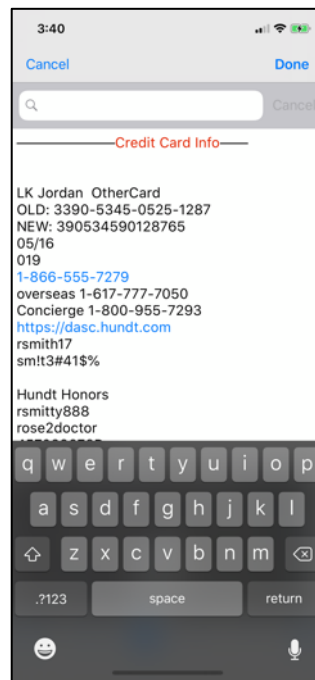 3:40
Cancel
Done
Cancel
Credit Card Info
LK Jordan OtherCard
OLD: 3390-5345-0525-1287
NEW: 390534590128765
05/16
019
1-866-555-7279
overseas 1-617-777-7050
Concierge 1-800-955-7293
https://dasc.hundt.com
rsmith17
sm!t3#41$%
Hundt Honors
rsmitty888
rose2doctor
q w e r t y u i o p
a s d f g h j k l
z x c v b n m
.?123 space return